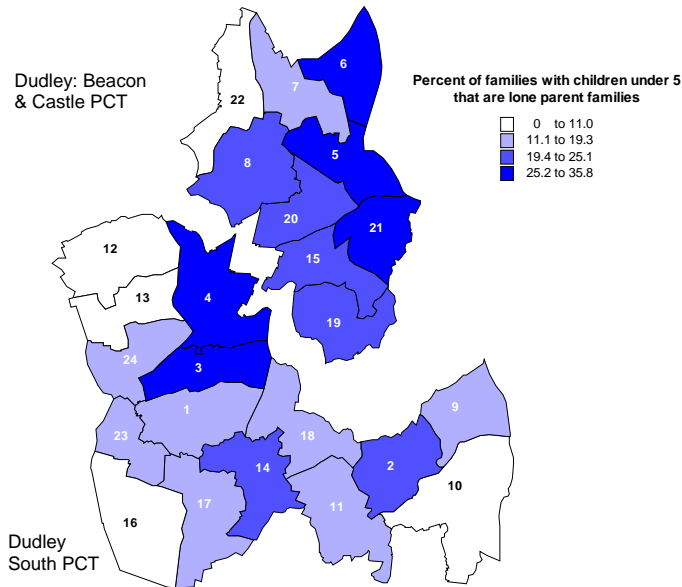 Dudley: Beacon
& Castle PCT
Percent of families with children under 5
that are lone parent families
0 to 11.0
11.1 to 19.3
19.4 to 25.1
25.2 to 35.8
6
7
22
5
8
20
21
12
15
13
4
19
24
3
9
1
23
18
14
2
10
17
11
16
Dudley
South PCT